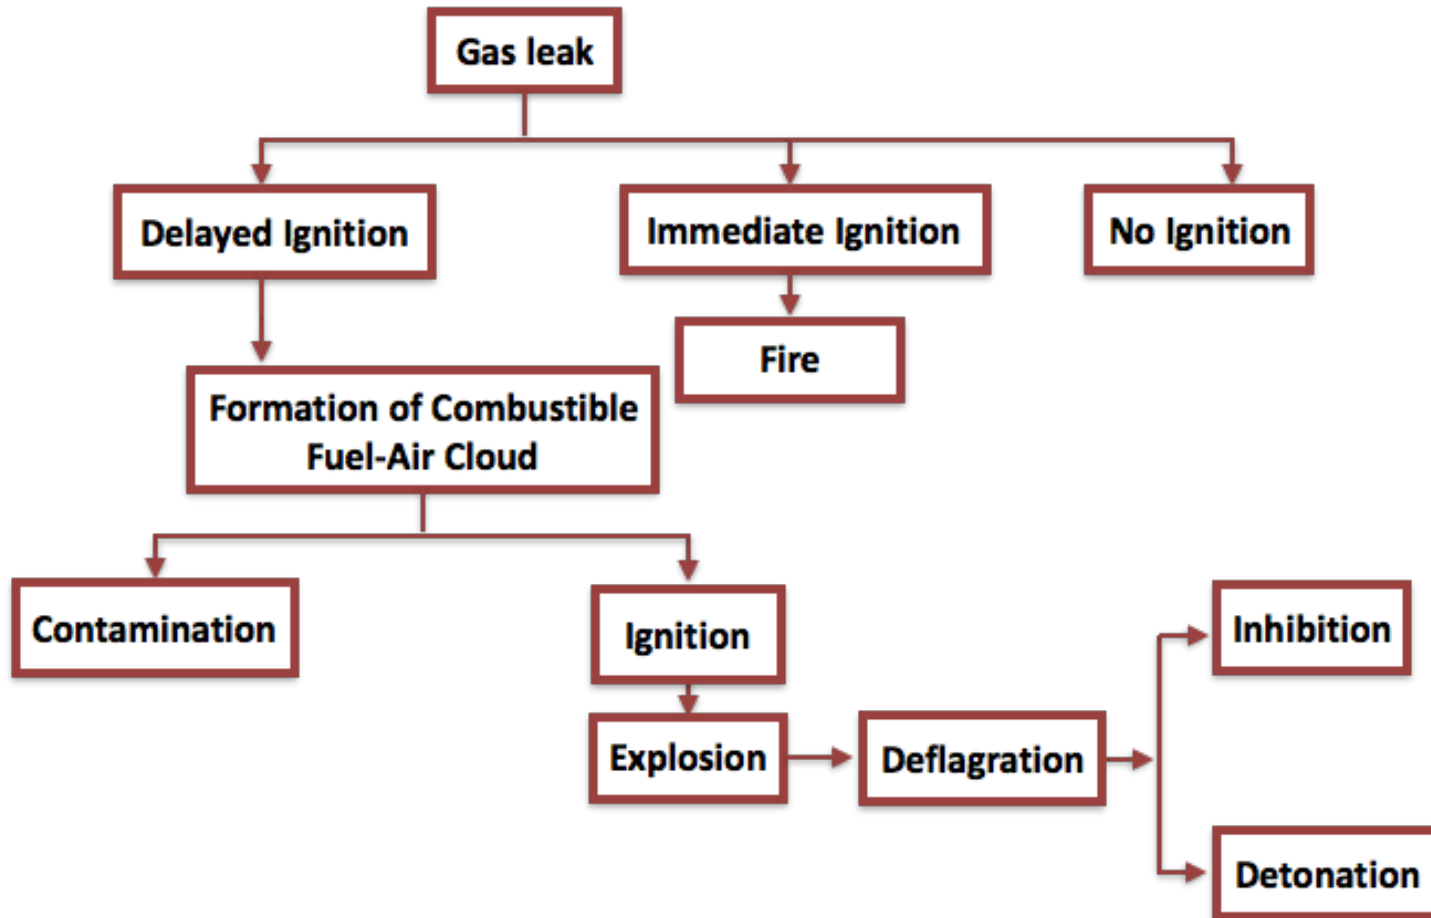 Gas leak
Delayed Ignition
Immediate Ignition
No Ignition
Fire
Formation of Combustible
Fuel-Air Cloud
Contamination
Ignition
Inhibition
Explosion
Deflagration
Detonation